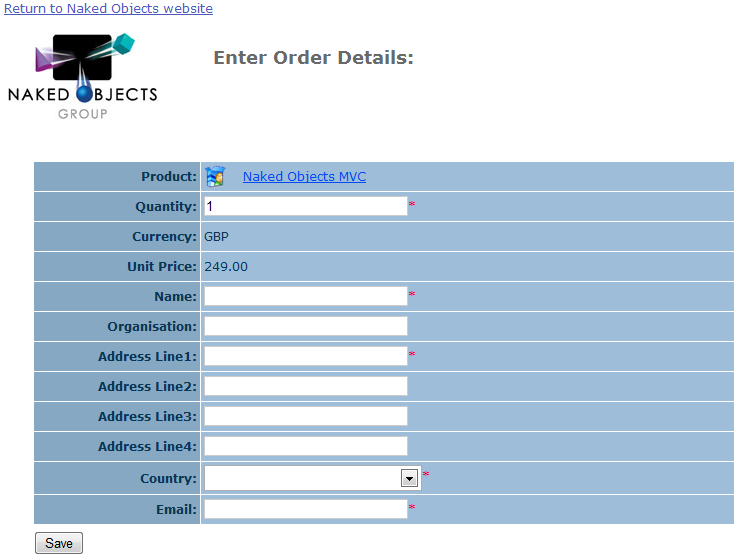 Return to Naked Objects website
Enter Order Details:
NAKED OBJECTS
GROUP
Product: Naked Objects MVC
Quantity: 1 *
Currency: GBP
Unit Price: 249.00
Name: *
Organisation:
Address Line1: *
Address Line2:
Address Line3:
Address Line4:
Country: *
Email: *
Save